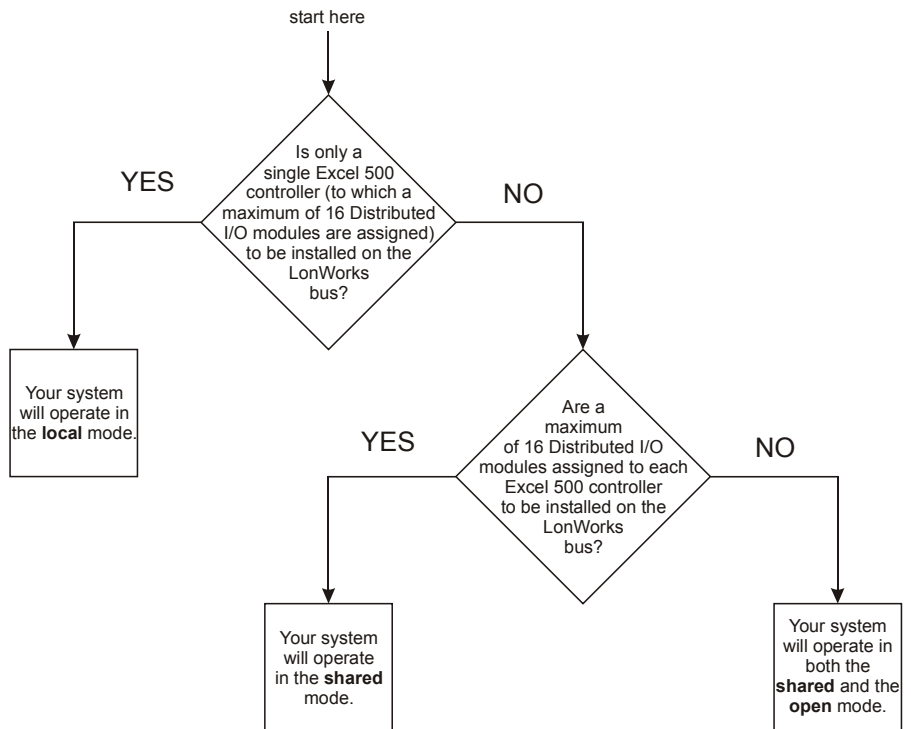 start here
Is only a
single Excel 500
controller (to which a
maximum of 16 Distributed
I/O modules are assigned)
to be installed on the
LonWorks
bus?
YES
NO
Your system
will operate in
the local mode.
Are a
maximum
of 16 Distributed I/O
modules assigned to each
Excel 500 controller
to be installed on the
LonWorks
bus?
YES
NO
Your system
will operate
in the shared
mode.
Your system
will operate in
both the
shared and the
open mode.